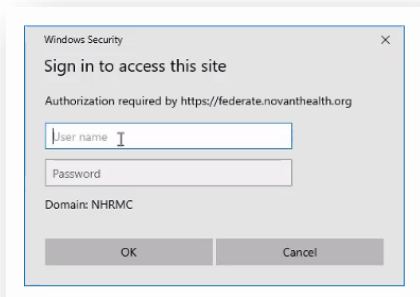 Windows Security
Sign in to access this site
Authorization required by https://federate.novanthealth.org
User name
Password
Domain: NHRMC
OK Cancel